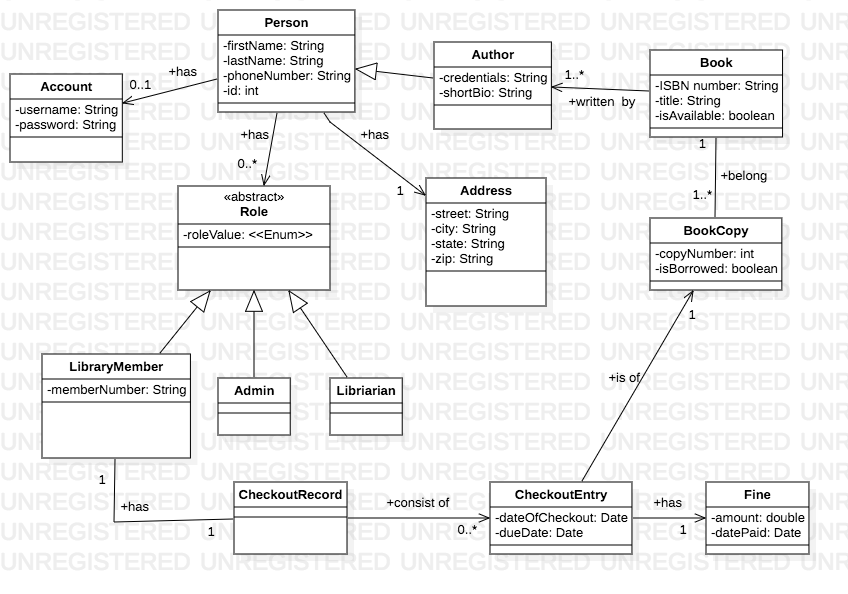 Person
-firstName: String
-lastName: String
-phoneNumber: String
-id: int
Account
-username: String
-password: String
+has
0..1
Author
-credentials: String
-shortBio: String
1..*
+written by
Book
-ISBN number: String
-title: String
-isAvailable: boolean
+has
0..*
+has
1
1
+belong
1..*
«abstract»
Role
-roleValue: <<Enum>>
Address
-street: String
-city: String
-state: String
-zip: String
BookCopy
-copyNumber: int
-isBorrowed: boolean
1
+is of
LibraryMember
-memberNumber: String
Admin
Libriarian
1
+has
1
CheckoutRecord
+consist of
0..*
CheckoutEntry
-dateOfCheckout: Date
-dueDate: Date
+has
1
Fine
-amount: double
-datePaid: Date
UNREGISTERED